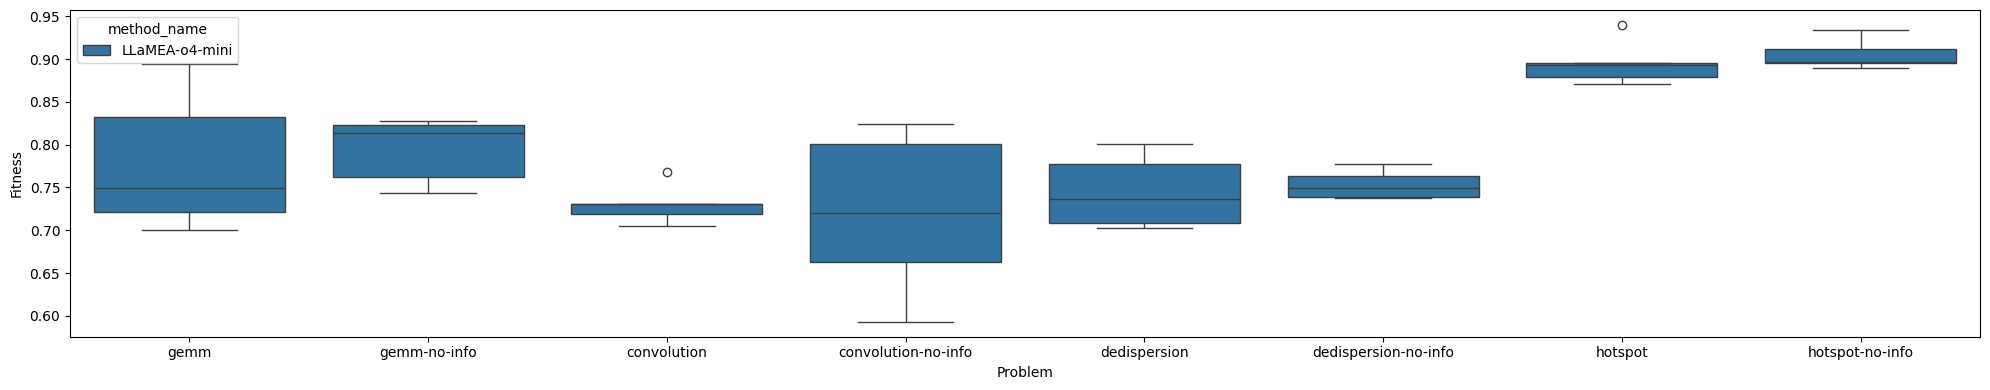 method_name
LLaMEA-o4-mini
Fitness
0.95
0.90
0.85
0.80
0.75
0.70
0.65
0.60
gemm
gemm-no-info
convolution
convolution-no-info
dedispersion
dedispersion-no-info
hotspot
hotspot-no-info
Problem